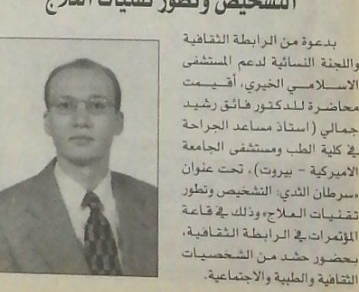 التشخيص وتطور تقنيات العلاج
بدعوة من الرابطة الثقافية
واللجنة النسائية لدعم المستشفى
الاسلامي الخيري، أقيمت
محاضرة للدكتور فائق رشيد
جمالي (استاذ مساعد الجراحة
في كلية الطب ومستشفى الجامعة
الاميركية - بيروت)، تحت عنوان
«سرطان الثدي: التشخيص وتطور
تقنيات العلاج» وذلك في قاعة
المؤتمرات في الرابطة الثقافية،
بحضور حشد من الشخصيات
الثقافية والطبية والاجتماعية.